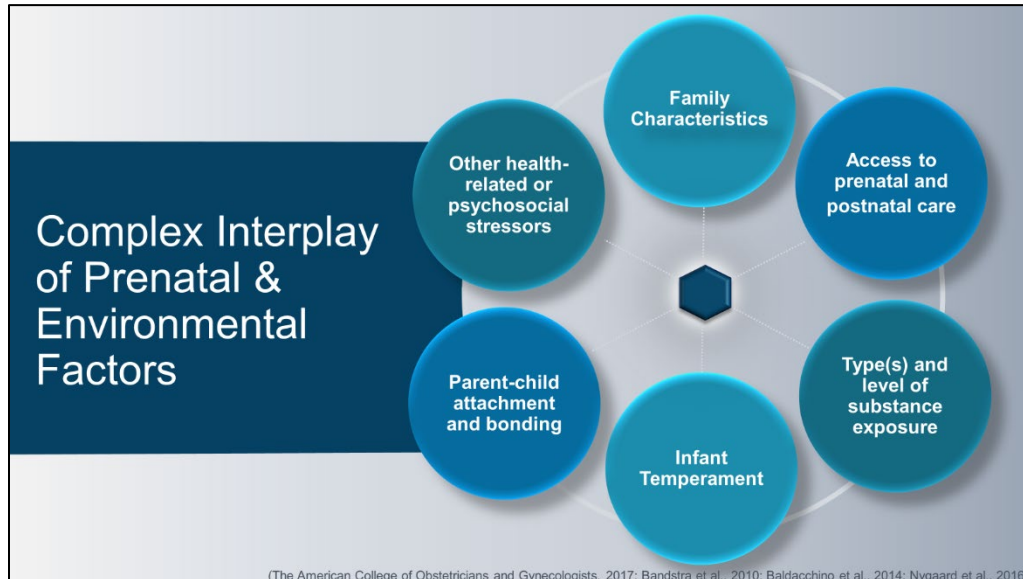 Complex Interplay
of Prenatal &
Environmental
Factors
Family
Characteristics
Access to
prenatal and
postnatal care
Type(s) and
level of
substance
exposure
Infant
Temperament
Parent-child
attachment
and bonding
Other health-
related or
psychosocial
stressors
(The American College of Obstetricians and Gynecologists, 2017; Bandstra et al., 2010; Baldacchino et al., 2014; Nygaard et al., 2016